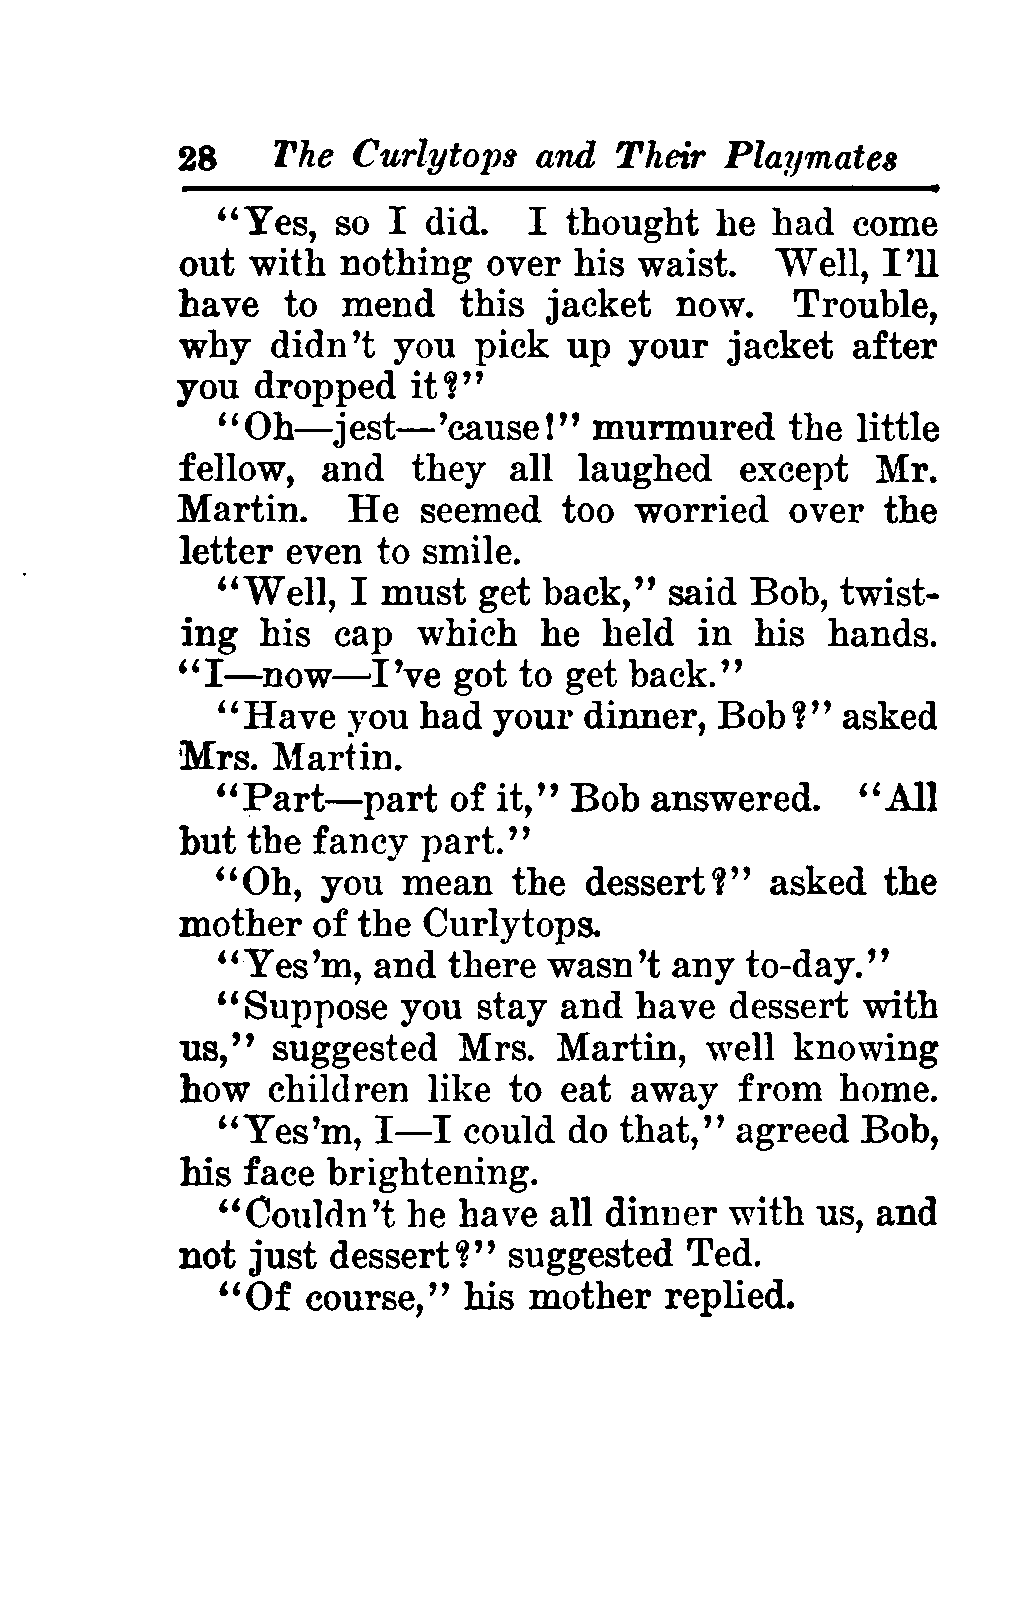 28 The Curlytops and Their Playmates
"Yes, so I did. I thought he had come
out with nothing over his waist. Well, I'll
have to mend this jacket now. Trouble,
why didn't you pick up your jacket after
you dropped it?"
"Oh—jest—'cause!" murmured the little
fellow, and they all laughed except Mr.
Martin. He seemed too worried over the
letter even to smile.
"Well, I must get back," said Bob, twist-
ing his cap which he held in his hands.
"I—now—I've got to get back."
"Have you had your dinner, Bob?" asked
Mrs. Martin.
"Part—part of it," Bob answered. "All
but the fancy part."
"Oh, you mean the dessert?" asked the
mother of the Curlytops.
"Yes'm, and there wasn't any to-day."
"Suppose you stay and have dessert with
us," suggested Mrs. Martin, well knowing
how children like to eat away from home.
"Yes'm, I—I could do that," agreed Bob,
his face brightening.
"Couldn't he have all dinner with us, and
not just dessert?" suggested Ted.
"Of course," his mother replied.